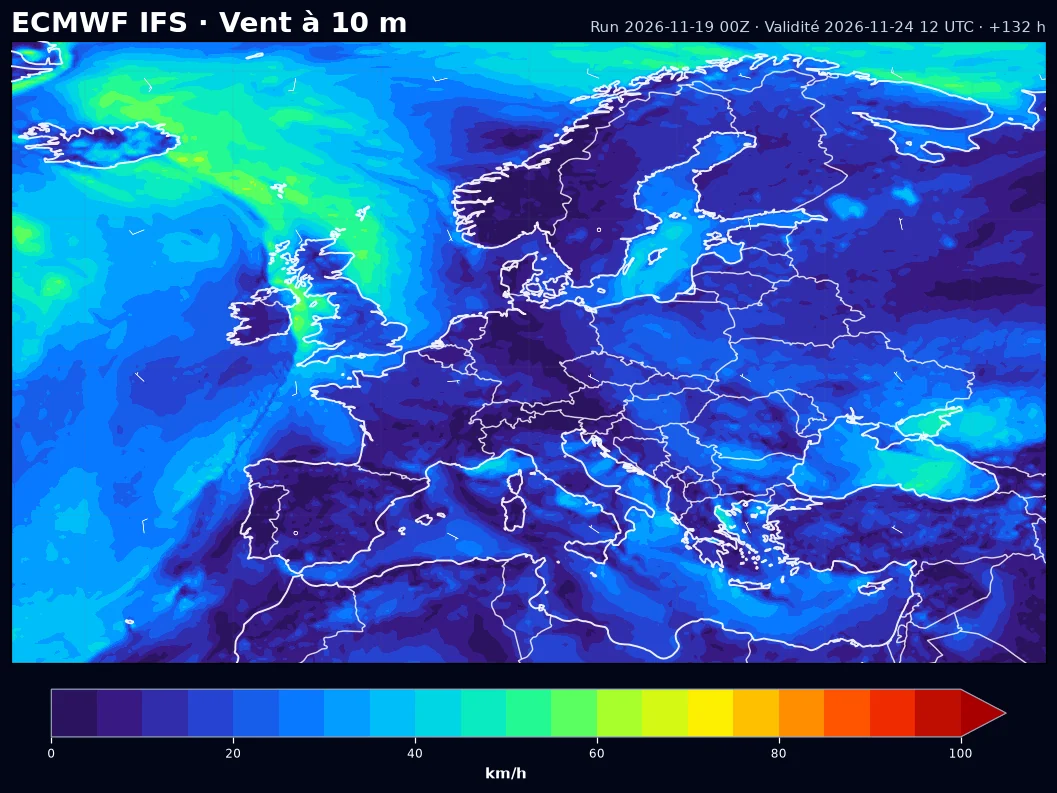 ECMWF IFS · Vent à 10 m
Run 2026-11-19 00Z · Validité 2026-11-24 12 UTC · +132 h
0 20 40 60 80 100
km/h